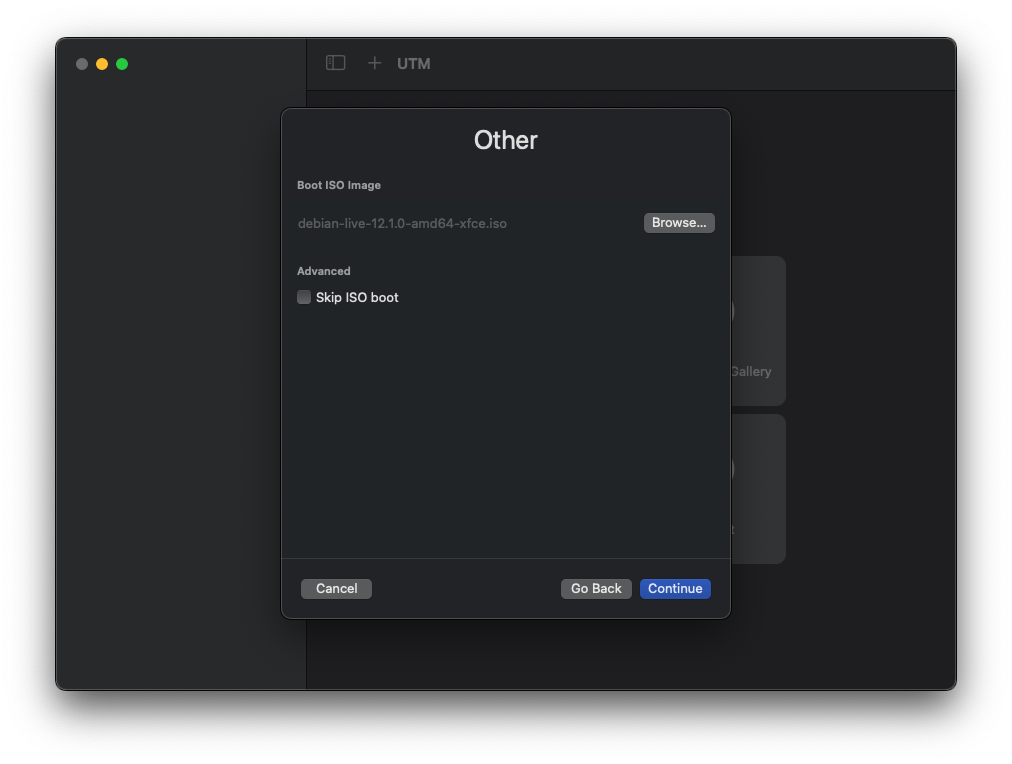 UTM
Other
Boot ISO Image
debian-live-12.1.0-amd64-xfce.iso
Browse...
Advanced
Skip ISO boot
Gallery
Cancel
Go Back
Continue